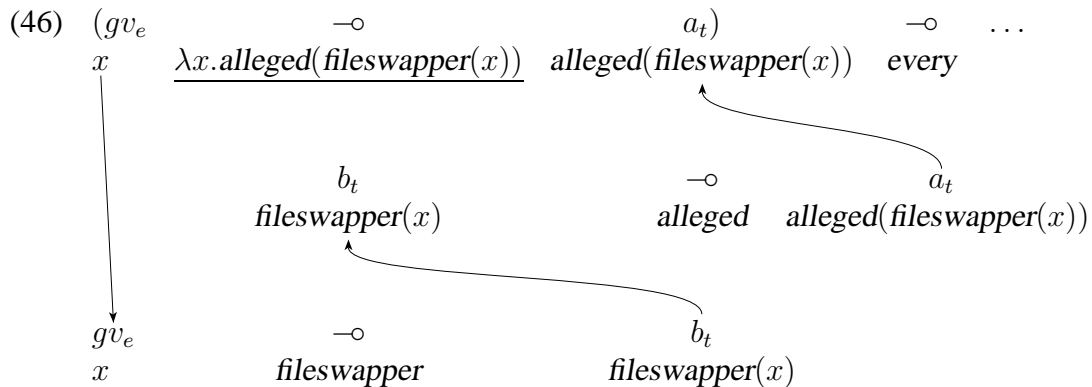 (46) (gv_e ⊸ a_t) ⊸ ...
x λx.alleged(fileswapper(x)) alleged(fileswapper(x)) every
b_t ⊸ a_t
fileswapper(x) alleged alleged(fileswapper(x))
gv_e ⊸ b_t
x fileswapper fileswapper(x)